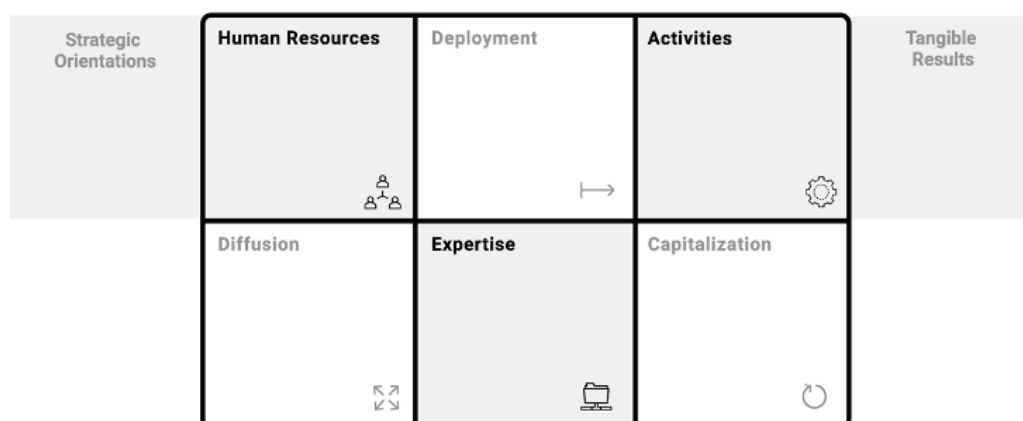 Strategic
Orientations
Human Resources
Deployment
Activities
Tangible
Results
Diffusion
Expertise
Capitalization